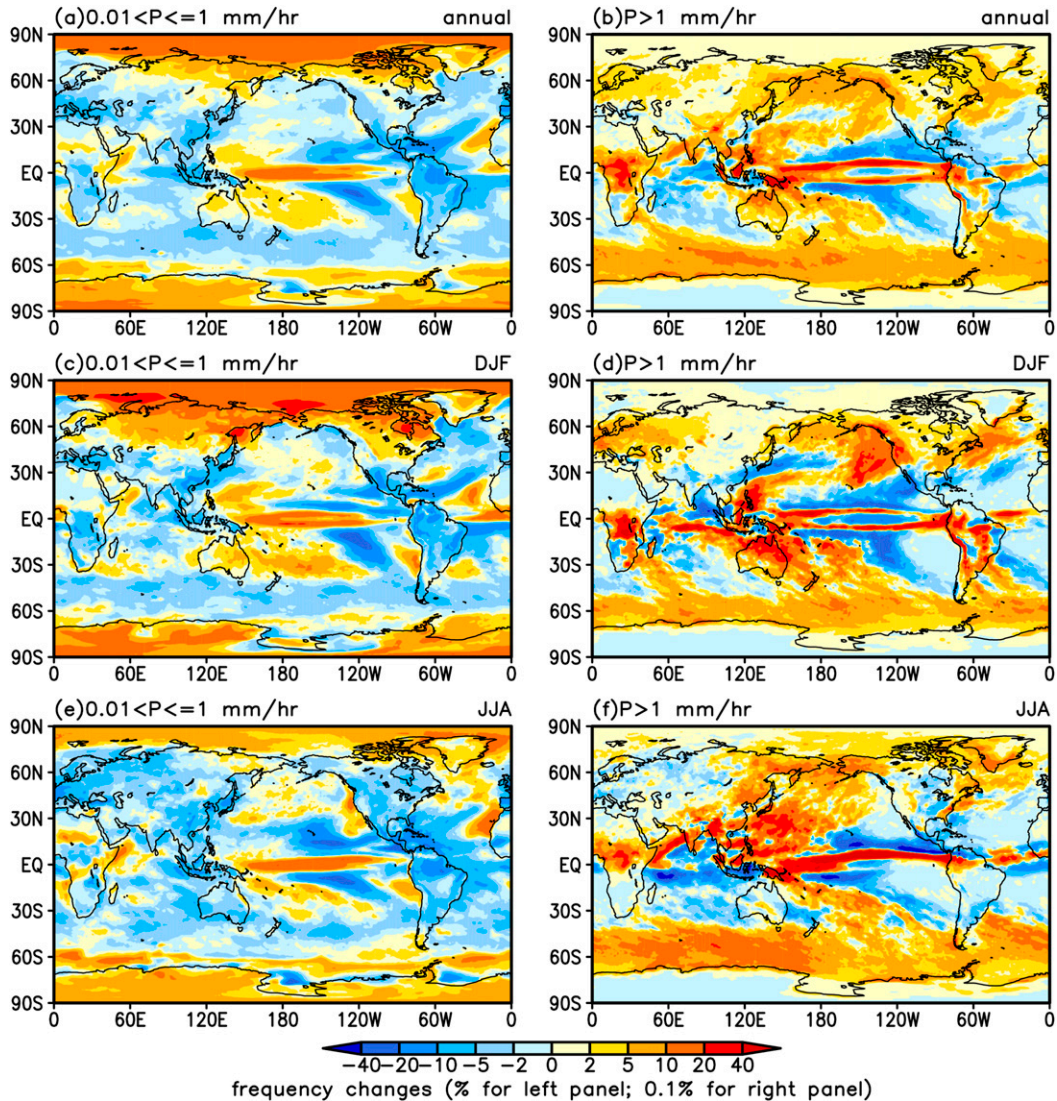 (a)0.01<P<=1 mm/hr annual
(b)P>1 mm/hr annual
90N
60N
30N
EQ
30S
60S
90S
0 60E 120E 180 120W 60W 0
90N
60N
30N
EQ
30S
60S
90S
0 60E 120E 180 120W 60W 0
(c)0.01<P<=1 mm/hr DJF
(d)P>1 mm/hr DJF
90N
60N
30N
EQ
30S
60S
90S
0 60E 120E 180 120W 60W 0
90N
60N
30N
EQ
30S
60S
90S
0 60E 120E 180 120W 60W 0
(e)0.01<P<=1 mm/hr JJA
(f)P>1 mm/hr JJA
90N
60N
30N
EQ
30S
60S
90S
0 60E 120E 180 120W 60W 0
90N
60N
30N
EQ
30S
60S
90S
0 60E 120E 180 120W 60W 0
−40 −20 −10 −5 −2 0 2 5 10 20 40
frequency changes (% for left panel; 0.1% for right panel)